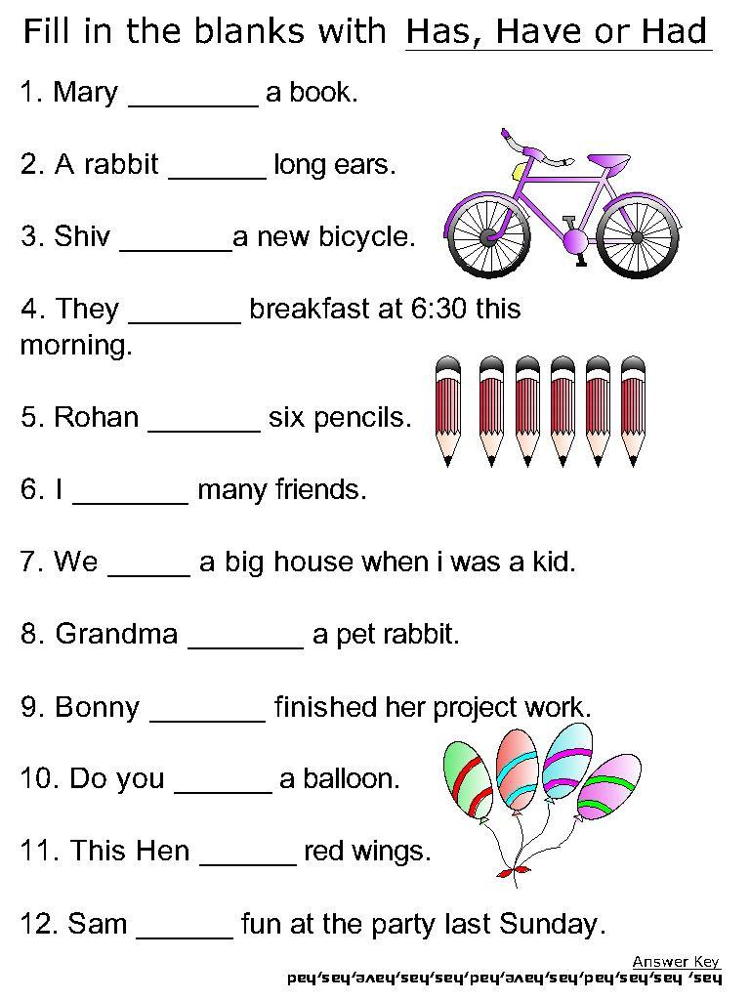 Fill in the blanks with Has, Have or Had
1. Mary ________ a book.
2. A rabbit ______ long ears.
3. Shiv _______a new bicycle.
4. They _______ breakfast at 6:30 this
morning.
5. Rohan _______ six pencils.
6. I _______ many friends.
7. We _____ a big house when i was a kid.
8. Grandma _______ a pet rabbit.
9. Bonny _______ finished her project work.
10. Do you ______ a balloon.
11. This Hen ______ red wings.
12. Sam ______ fun at the party last Sunday.
Answer Key
has, has,has,had,has,have,had,has,has,have,has,had